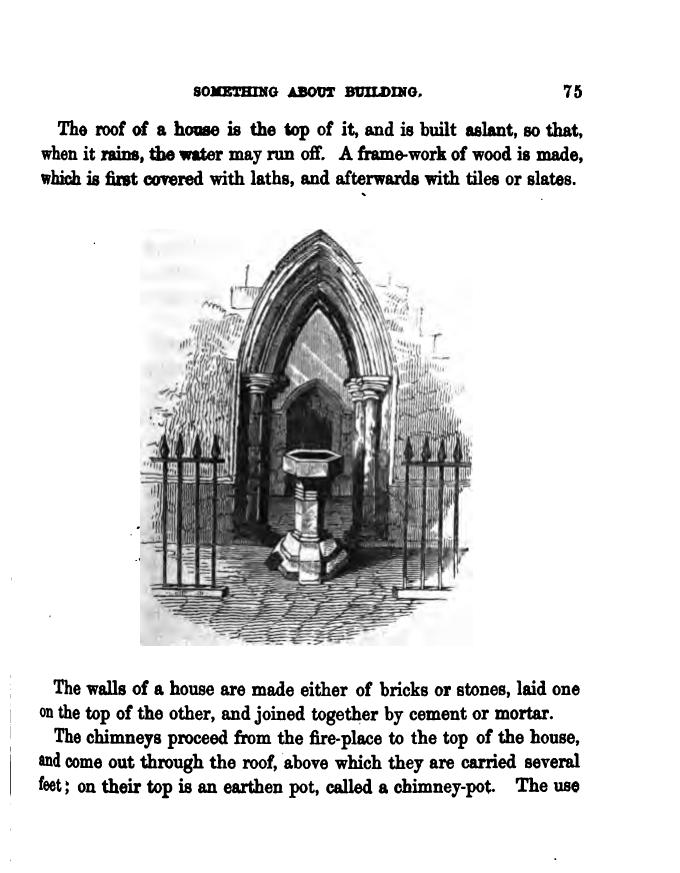 SOMETHING ABOUT BUILDING. 75
The roof of a house is the top of it, and is built aslant, so that,
when it rains, the water may run off. A frame-work of wood is made,
which is first covered with laths, and afterwards with tiles or slates.
The walls of a house are made either of bricks or stones, laid one
on the top of the other, and joined together by cement or mortar.
The chimneys proceed from the fire-place to the top of the house,
and come out through the roof, above which they are carried several
feet; on their top is an earthen pot, called a chimney-pot. The use